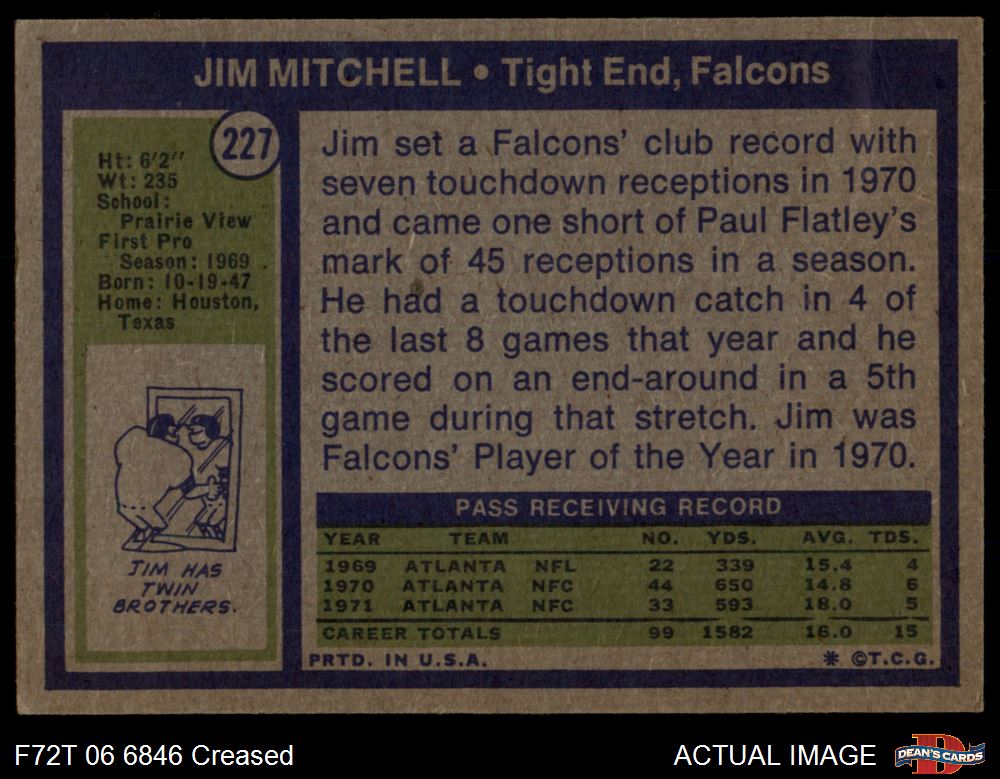 JIM MITCHELL • Tight End, Falcons
227
Ht: 6'2"
Wt: 235
School:
Prairie View
First Pro
Season: 1969
Born: 10-19-47
Home: Houston,
Texas
JIM HAS
TWIN
BROTHERS.
Jim set a Falcons' club record with
seven touchdown receptions in 1970
and came one short of Paul Flatley's
mark of 45 receptions in a season.
He had a touchdown catch in 4 of
the last 8 games that year and he
scored on an end-around in a 5th
game during that stretch. Jim was
Falcons' Player of the Year in 1970.
PASS RECEIVING RECORD
YEAR TEAM NO. YDS. AVG. TDS.
1969 ATLANTA NFL 22 339 15.4 4
1970 ATLANTA NFC 44 650 14.8 6
1971 ATLANTA NFC 33 593 18.0 5
CAREER TOTALS 99 1582 16.0 15
PRTD. IN U.S.A. * ©T.C.G.
F72T 06 6846 Creased ACTUAL IMAGE
DEAN'S CARDS